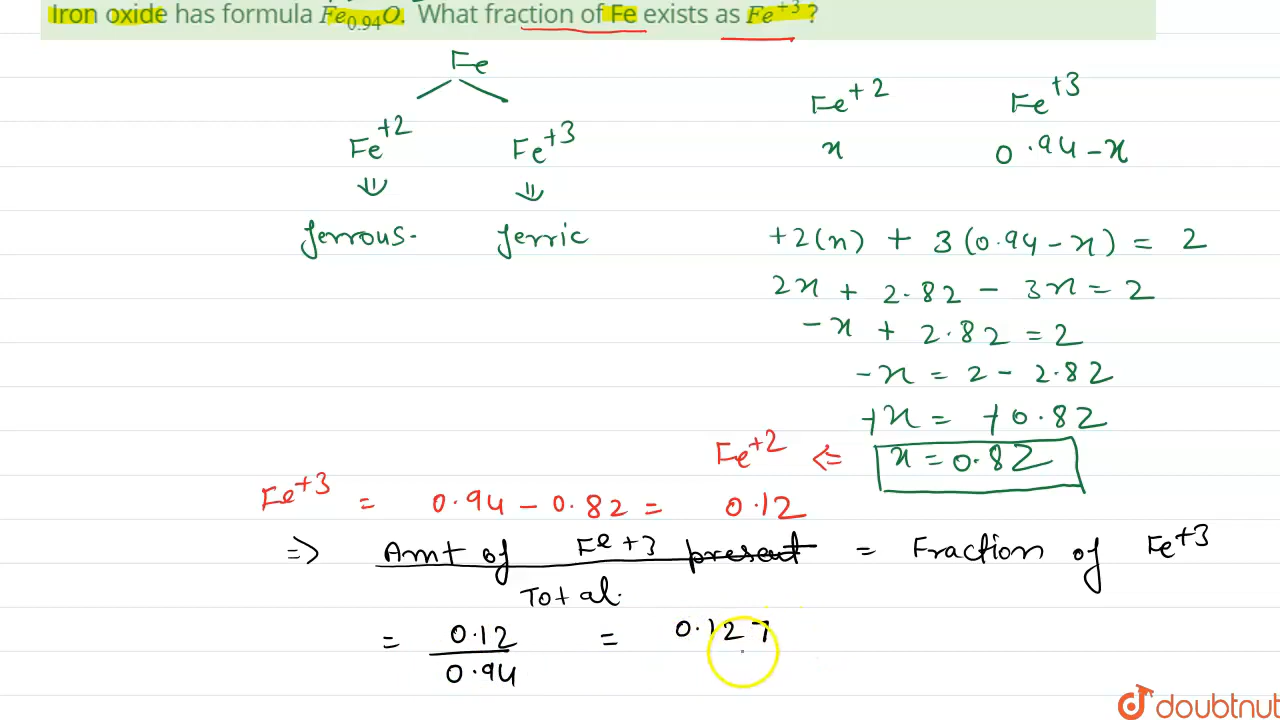 Iron oxide has formula Fe₀.₉₄O. What fraction of Fe exists as Fe⁺³?
Fe
Fe⁺² Fe⁺³
ferrous. ferric
Fe⁺² Fe⁺³
x 0.94-x
+2(x) + 3(0.94-x) = 2
2x + 2.82 - 3x = 2
-x + 2.82 = 2
-x = 2 - 2.82
+x = +0.82
Fe⁺² ⇐ x = 0.82
Fe⁺³ = 0.94 - 0.82 = 0.12
⇒ Amt of Fe+3 present = Fraction of Fe⁺³
Total.
= 0.12 = 0.127
0.94
doubtnut